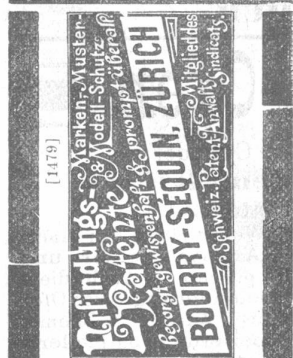 [1479]
Erfindungs-
Patente
Marken-, Muster-
& Modell-Schutz
besorgt gewissenhaft & prompt überall
BOURRY-SÉQUIN, ZÜRICH
Mitglied des
Schweiz. Patent-Anwalts-Syndicats.